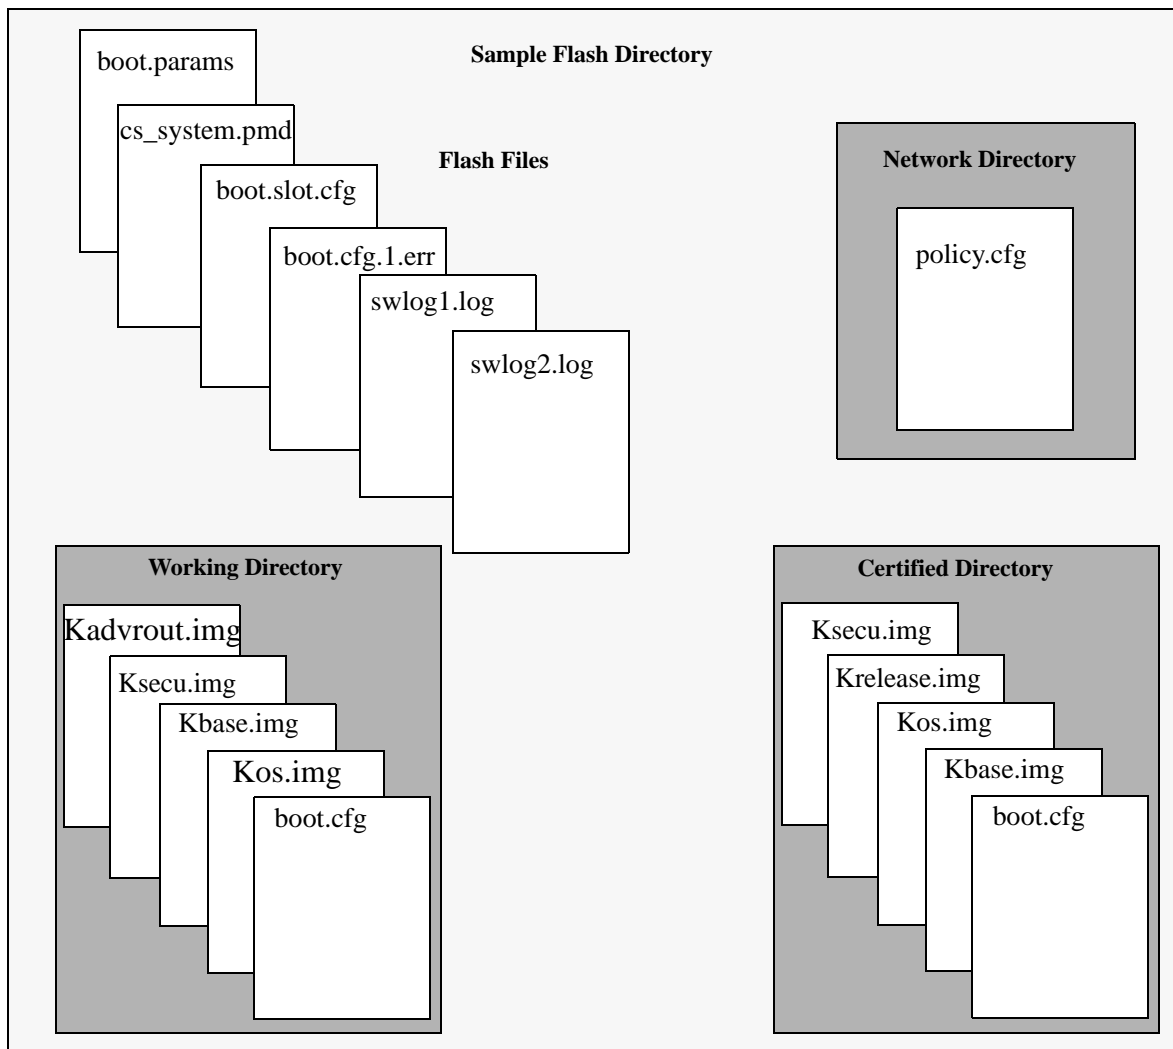 Sample Flash Directory
boot.params
cs_system.pmd
Flash Files
boot.slot.cfg
boot.cfg.1.err
swlog1.log
swlog2.log
Network Directory
policy.cfg
Working Directory
Kadvrout.img
Ksecu.img
Kbase.img
Kos.img
boot.cfg
Certified Directory
Ksecu.img
Krelease.img
Kos.img
Kbase.img
boot.cfg